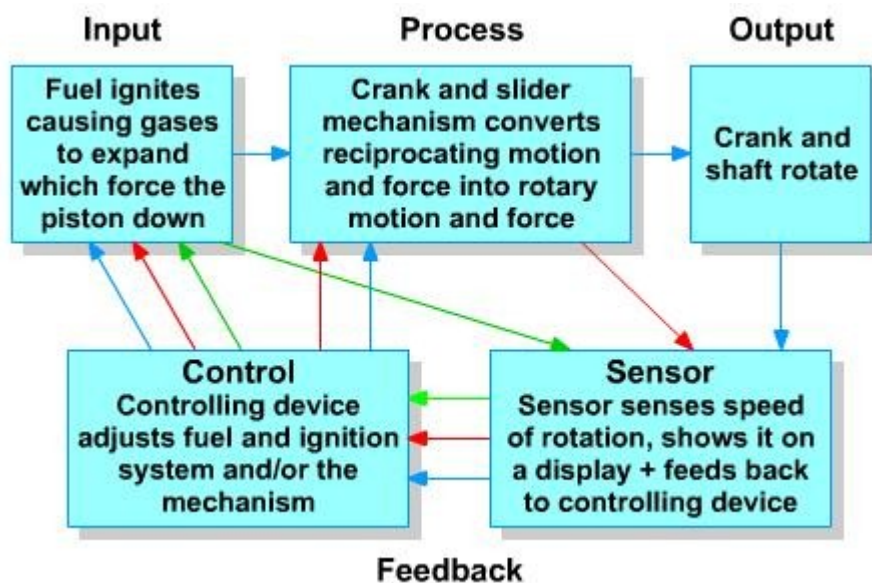 Input
Process
Output
Fuel ignites
causing gases
to expand
which force the
piston down
Crank and slider
mechanism converts
reciprocating motion
and force into rotary
motion and force
Crank and
shaft rotate
Control
Controlling device
adjusts fuel and ignition
system and/or the
mechanism
Sensor
Sensor senses speed
of rotation, shows it on
a display + feeds back
to controlling device
Feedback